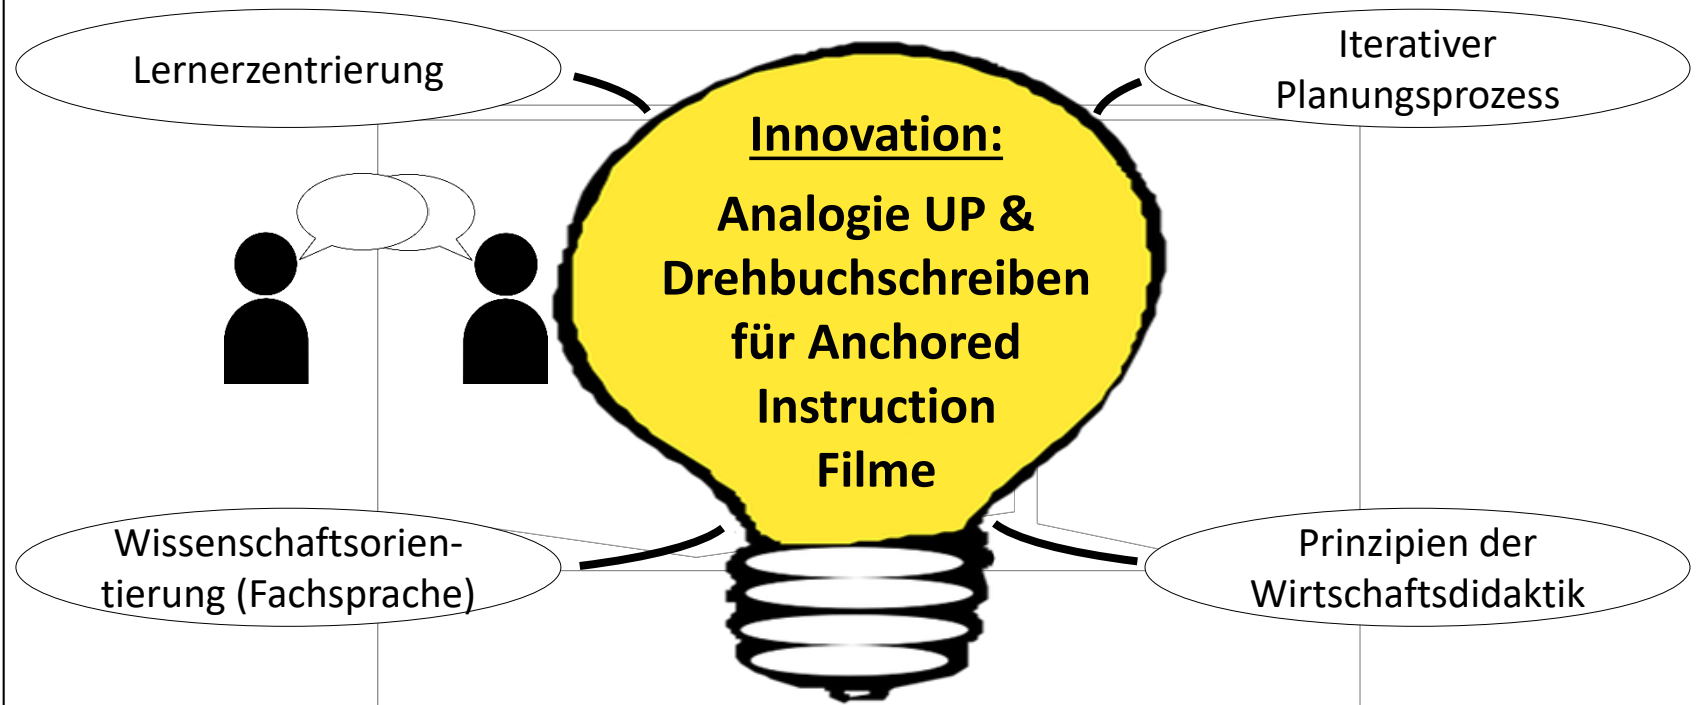 Lernerzentrierung
Iterativer
Planungsprozess
Innovation:
Analogie UP &
Drehbuchschreiben
für Anchored
Instruction
Filme
Wissenschaftsorien-
tierung (Fachsprache)
Prinzipien der
Wirtschaftsdidaktik